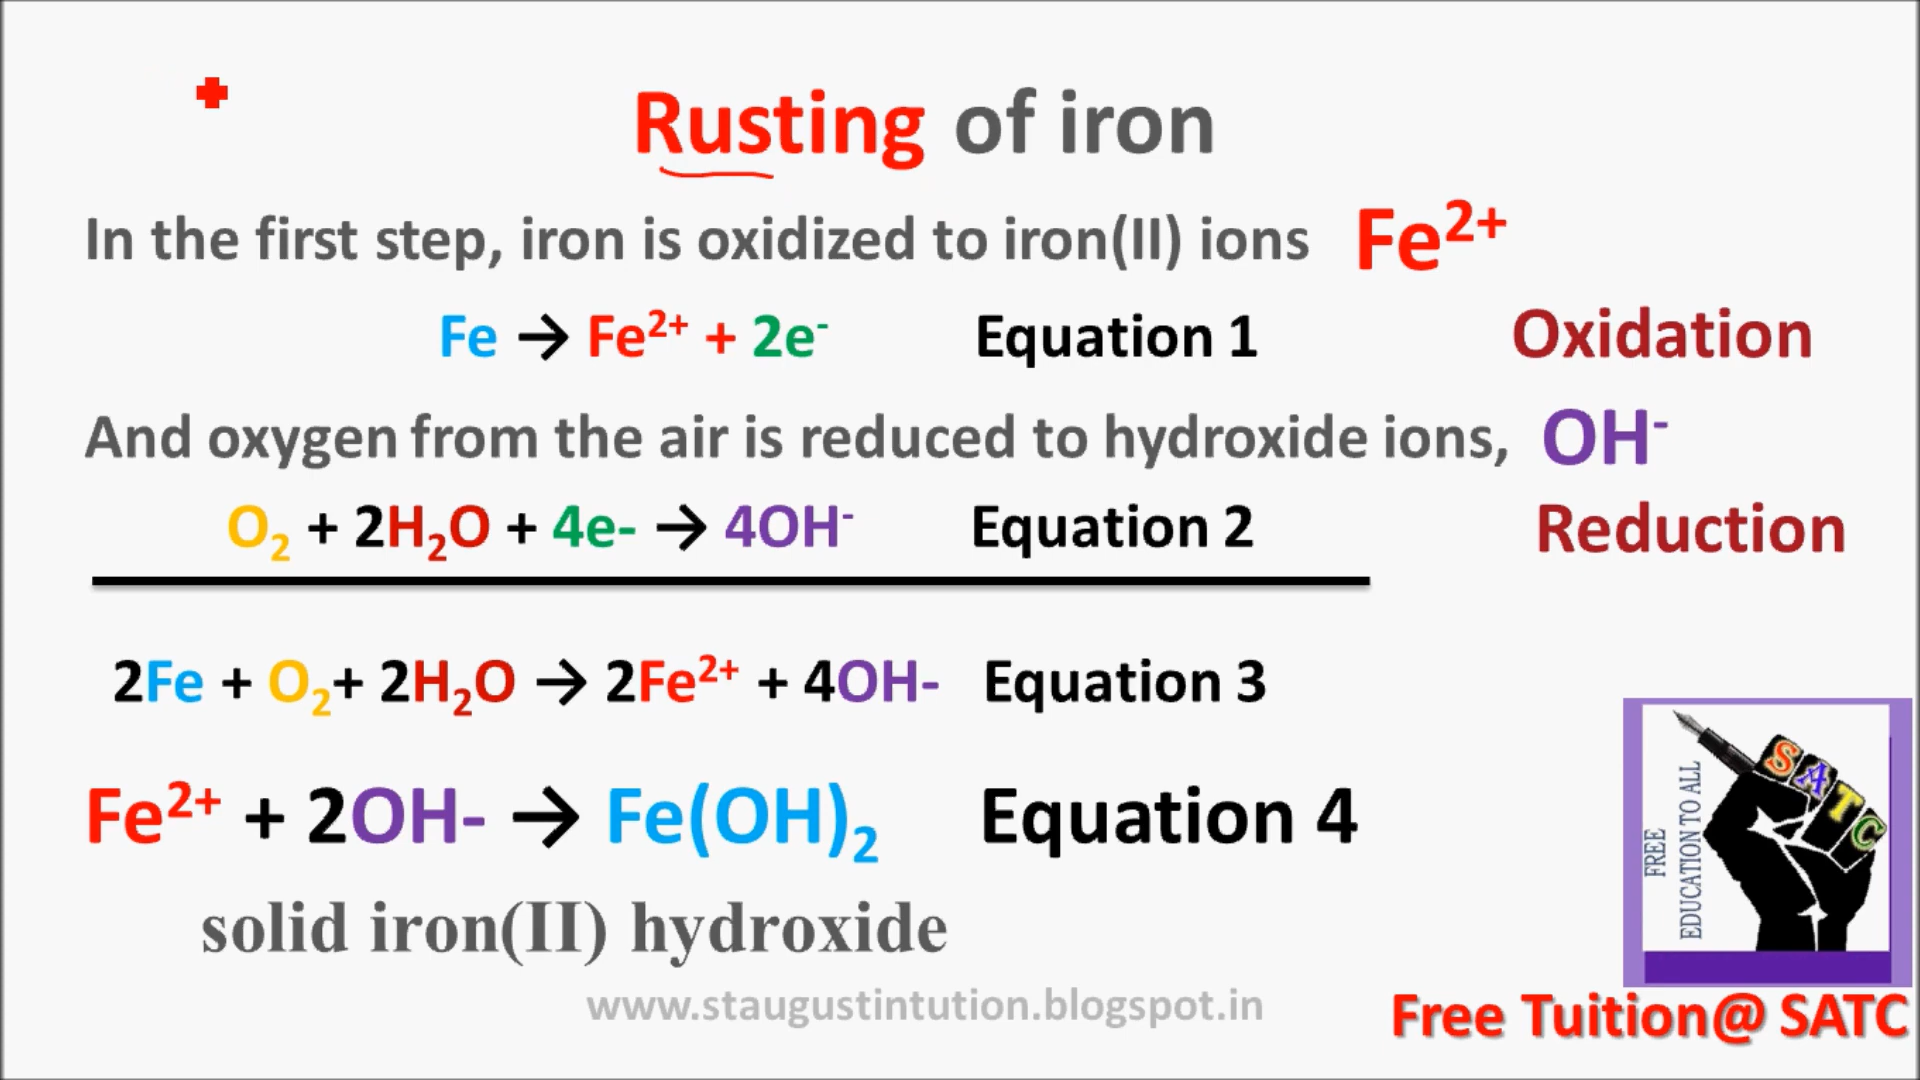 Rusting of iron
In the first step, iron is oxidized to iron(II) ions Fe²⁺
Fe → Fe²⁺ + 2e⁻ Equation 1 Oxidation
And oxygen from the air is reduced to hydroxide ions, OH⁻
O₂ + 2H₂O + 4e- → 4OH⁻ Equation 2 Reduction
2Fe + O₂+ 2H₂O → 2Fe²⁺ + 4OH- Equation 3
Fe²⁺ + 2OH- → Fe(OH)₂ Equation 4
solid iron(II) hydroxide
www.staugustintution.blogspot.in
FREE
EDUCATION TO ALL
SATC
Free Tuition@ SATC